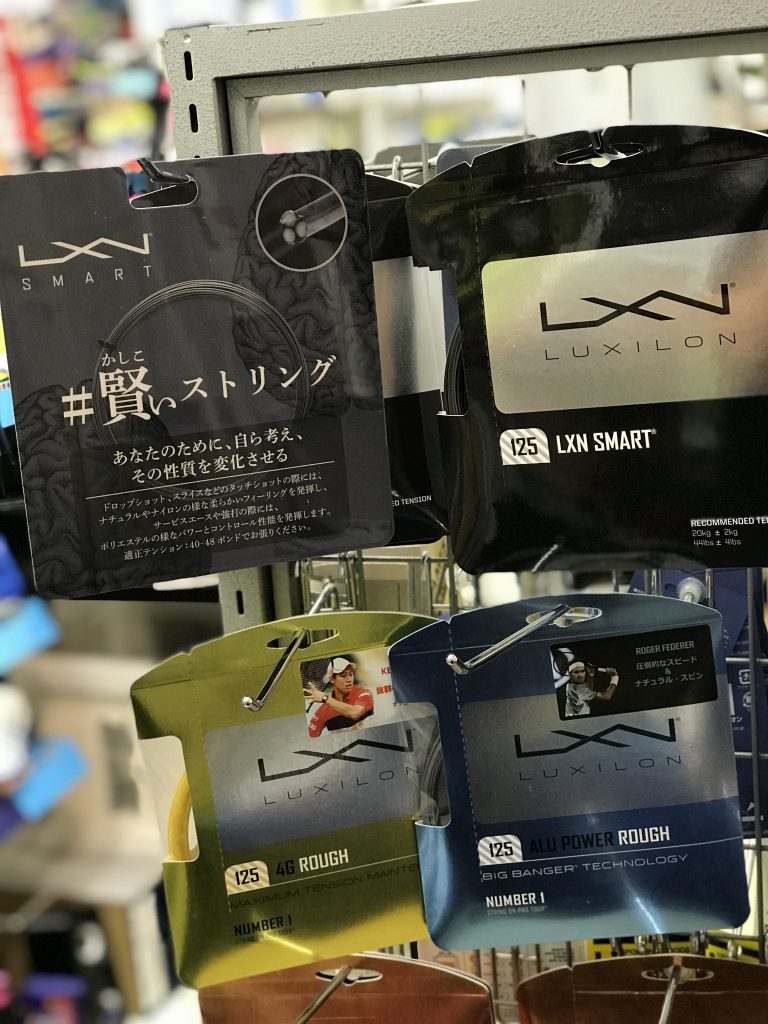 LXN
SMART
かしこ
#賢いストリング
あなたのために、自ら考え、
その性質を変化させる
ドロップショット、スライスなどのタッチショットの際には、
ナチュラルやナイロンの様な柔らかいフィーリングを発揮し、
サービスエースや強打の際には、
ポリエステルの様なパワーとコントロール性能を発揮します。
適正テンション:40-48ポンドでお張りください。
ED TENSION
LXN
LUXILON
125 LXN SMART®
RECOMMENDED TE
20kg ± 2kg
44lbs ± 4lbs
KE
抜群
LXN
LUXILON
125 4G ROUGH
MAXIMUM TENSION MAINTE
NUMBER 1
STRING ON PRO TOUR*
ROGER FEDERER
圧倒的なスピード
&
ナチュラル・スピン
LXN
LUXILON
125 ALU POWER ROUGH
BIG BANGER® TECHNOLOGY
NUMBER 1
STRING ON PRO TOUR*